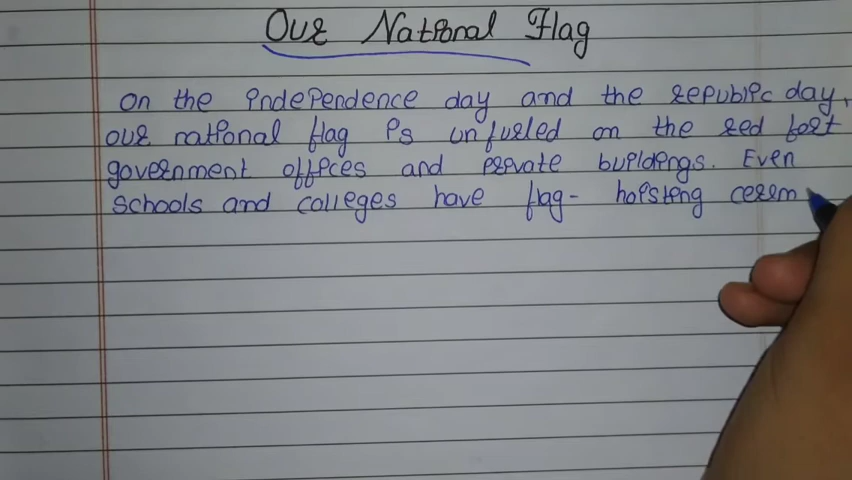 Our National Flag
On the independence day and the republic day,
our national flag is unfurled on the red fort
government offices and private buildings. Even
schools and colleges have flag- hoisting cerem